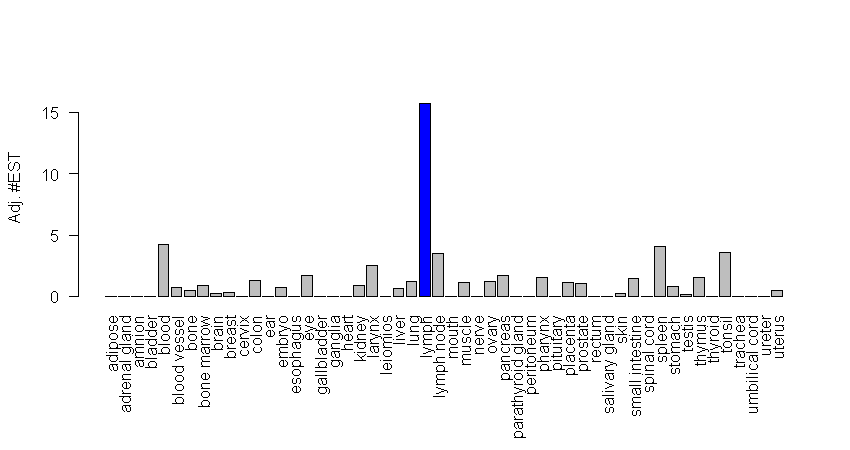 Adj. #EST
15
10
5
0
adipose
adrenal gland
amnion
bladder
blood
blood vessel
bone
bone marrow
brain
breast
cervix
colon
ear
embryo
esophagus
eye
gallbladder
ganglia
heart
kidney
larynx
leiomios
liver
lung
lymph
lymph node
mouth
muscle
nerve
ovary
pancreas
parathyroid gland
peritoneum
pharynx
pituitary
placenta
prostate
rectum
salivary gland
skin
small intestine
spinal cord
spleen
stomach
testis
thymus
thyroid
tonsil
trachea
umbilical cord
ureter
uterus